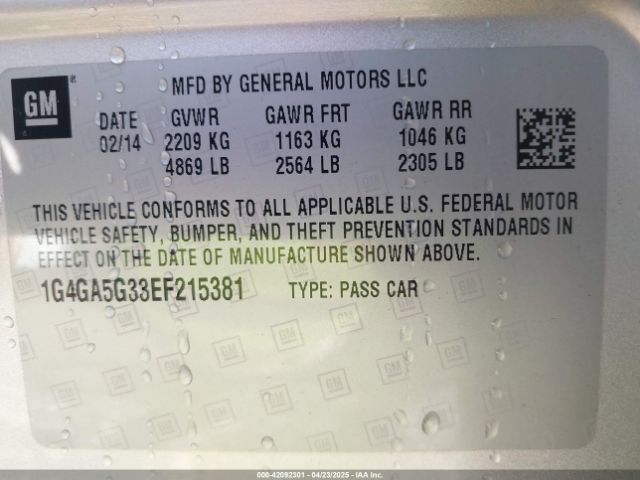 GM
MFD BY GENERAL MOTORS LLC
DATE GVWR GAWR FRT GAWR RR
02/14 2209 KG 1163 KG 1046 KG
4869 LB 2564 LB 2305 LB
THIS VEHICLE CONFORMS TO ALL APPLICABLE U.S. FEDERAL MOTOR
VEHICLE SAFETY, BUMPER, AND THEFT PREVENTION STANDARDS IN
EFFECT ON THE DATE OF MANUFACTURE SHOWN ABOVE.
1G4GA5G33EF215381 TYPE: PASS CAR
000-42092301 - 04/23/2025 - IAAI.COM